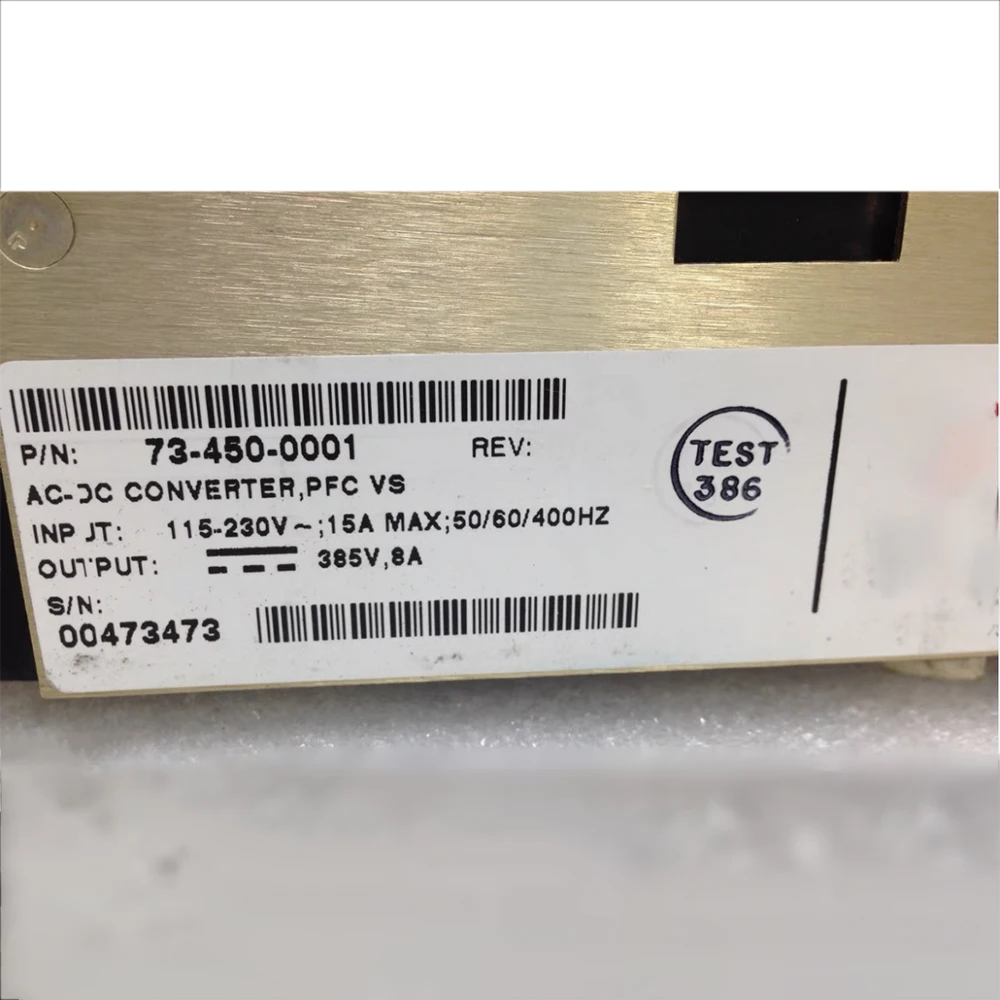 P/N: 73-450-0001 REV:
AC-DC CONVERTER,PFC VS
INPUT: 115-230V~;15A MAX;50/60/400HZ
OUTPUT: 385V,8A
S/N:
00473473
TEST
386